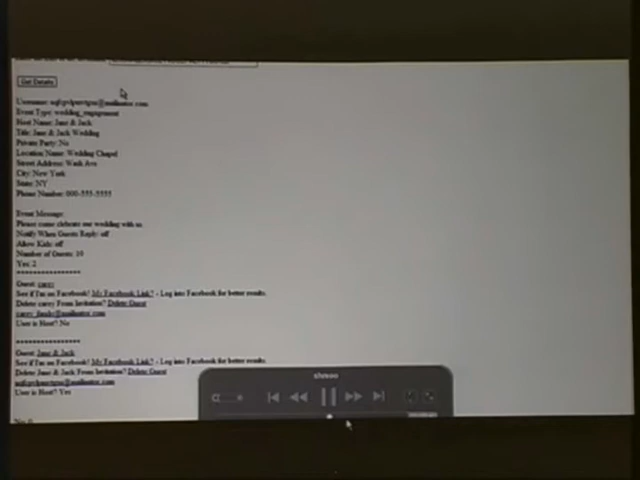 Get Details
Event Type: wedding_engagement
Host Name: Jane & Jack
Title: Jane & Jack Wedding
Private Party: No
Location Name: Wedding Chapel
Street Address: Wash Ave
City: New York
State: NY
Phone Number: 000-555-5555
Event Message:
Please come clebrate our wedding with us.
Notify When Guests Reply: off
Allow Kids: off
Number of Guests: 10
Yes: 2
****************
Guest: carey
See if I'm on Facebook? My Facebook Link? - Log into Facebook for better results.
Delete carey From Invitation? Delete Guest
User is Host? No
****************
Guest: Jane & Jack
See if I'm on Facebook? My Facebook Link? - Log into Facebook for better results.
Delete Jane & Jack From Invitation? Delete Guest
User is Host? Yes